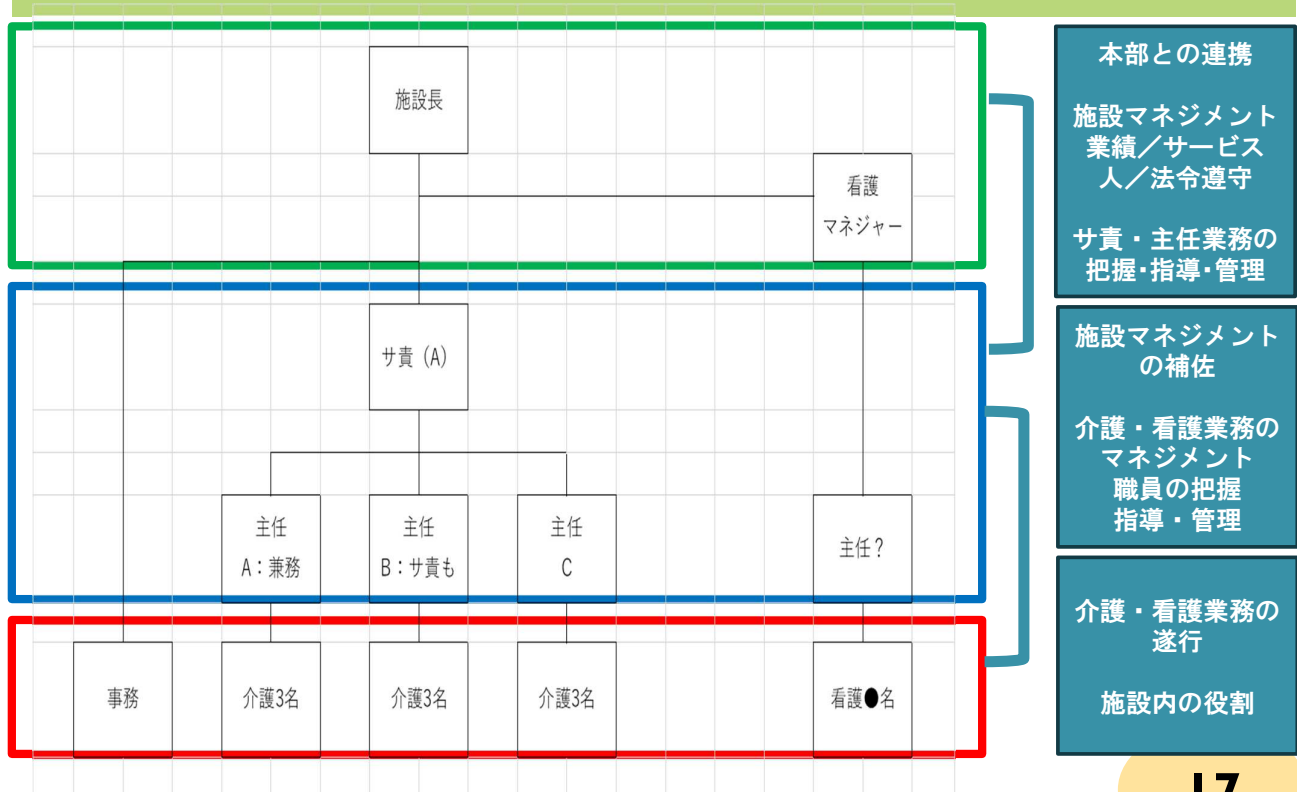 施設長
看護
マネジャー
サ責（A）
主任
A：兼務
主任
B：サ責も
主任
C
主任？
事務
介護3名
介護3名
介護3名
看護●名
本部との連携
施設マネジメント
業績／サービス
人／法令遵守
サ責・主任業務の
把握・指導・管理
施設マネジメント
の補佐
介護・看護業務の
マネジメント
職員の把握
指導・管理
介護・看護業務の
遂行
施設内の役割
17